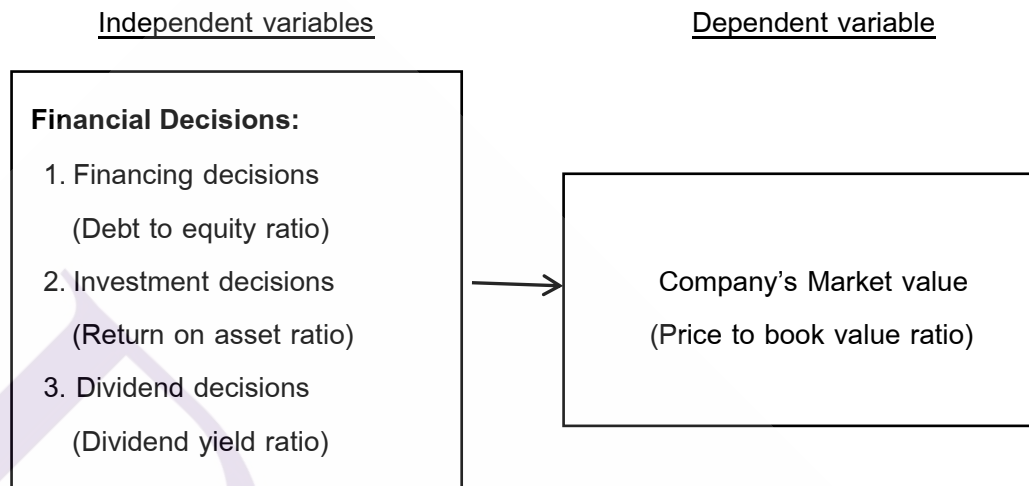 Independent variables
Dependent variable
Financial Decisions:
1. Financing decisions
(Debt to equity ratio)
2. Investment decisions
(Return on asset ratio)
3. Dividend decisions
(Dividend yield ratio)
Company’s Market value
(Price to book value ratio)